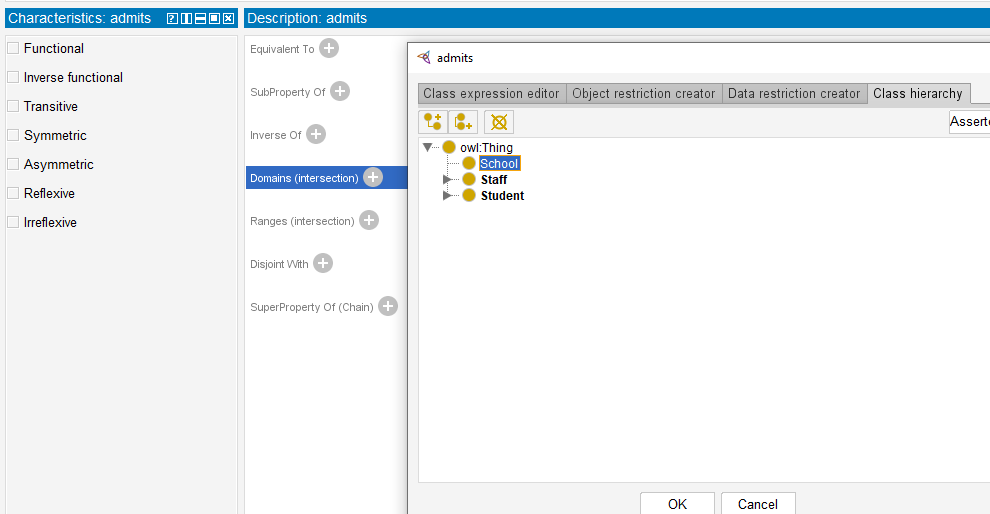 Characteristics: admits
Functional
Inverse functional
Transitive
Symmetric
Asymmetric
Reflexive
Irreflexive
Description: admits
Equivalent To
SubProperty Of
Inverse Of
Domains (intersection)
Ranges (intersection)
Disjoint With
SuperProperty Of (Chain)
admits
Class expression editor Object restriction creator Data restriction creator Class hierarchy
Asserte
owl:Thing
School
Staff
Student
OK Cancel